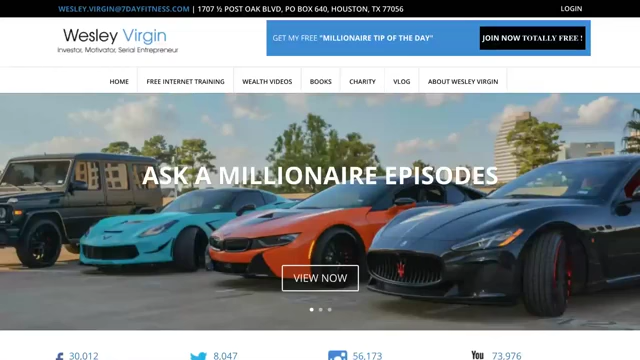 WESLEY.VIRGIN@7DAYFITNESS.COM | 1707 ½ POST OAK BLVD, PO BOX 640, HOUSTON, TX 77056
LOGIN
Wesley Virgin
Investor, Motivator, Serial Entrepreneur
GET MY FREE "MILLIONAIRE TIP OF THE DAY"
JOIN NOW TOTALLY FREE !
HOME FREE INTERNET TRAINING WEALTH VIDEOS BOOKS CHARITY VLOG ABOUT WESLEY VIRGIN
ASK A MILLIONAIRE EPISODES
VIEW NOW
30,012 8,047 56,173 You 73,976